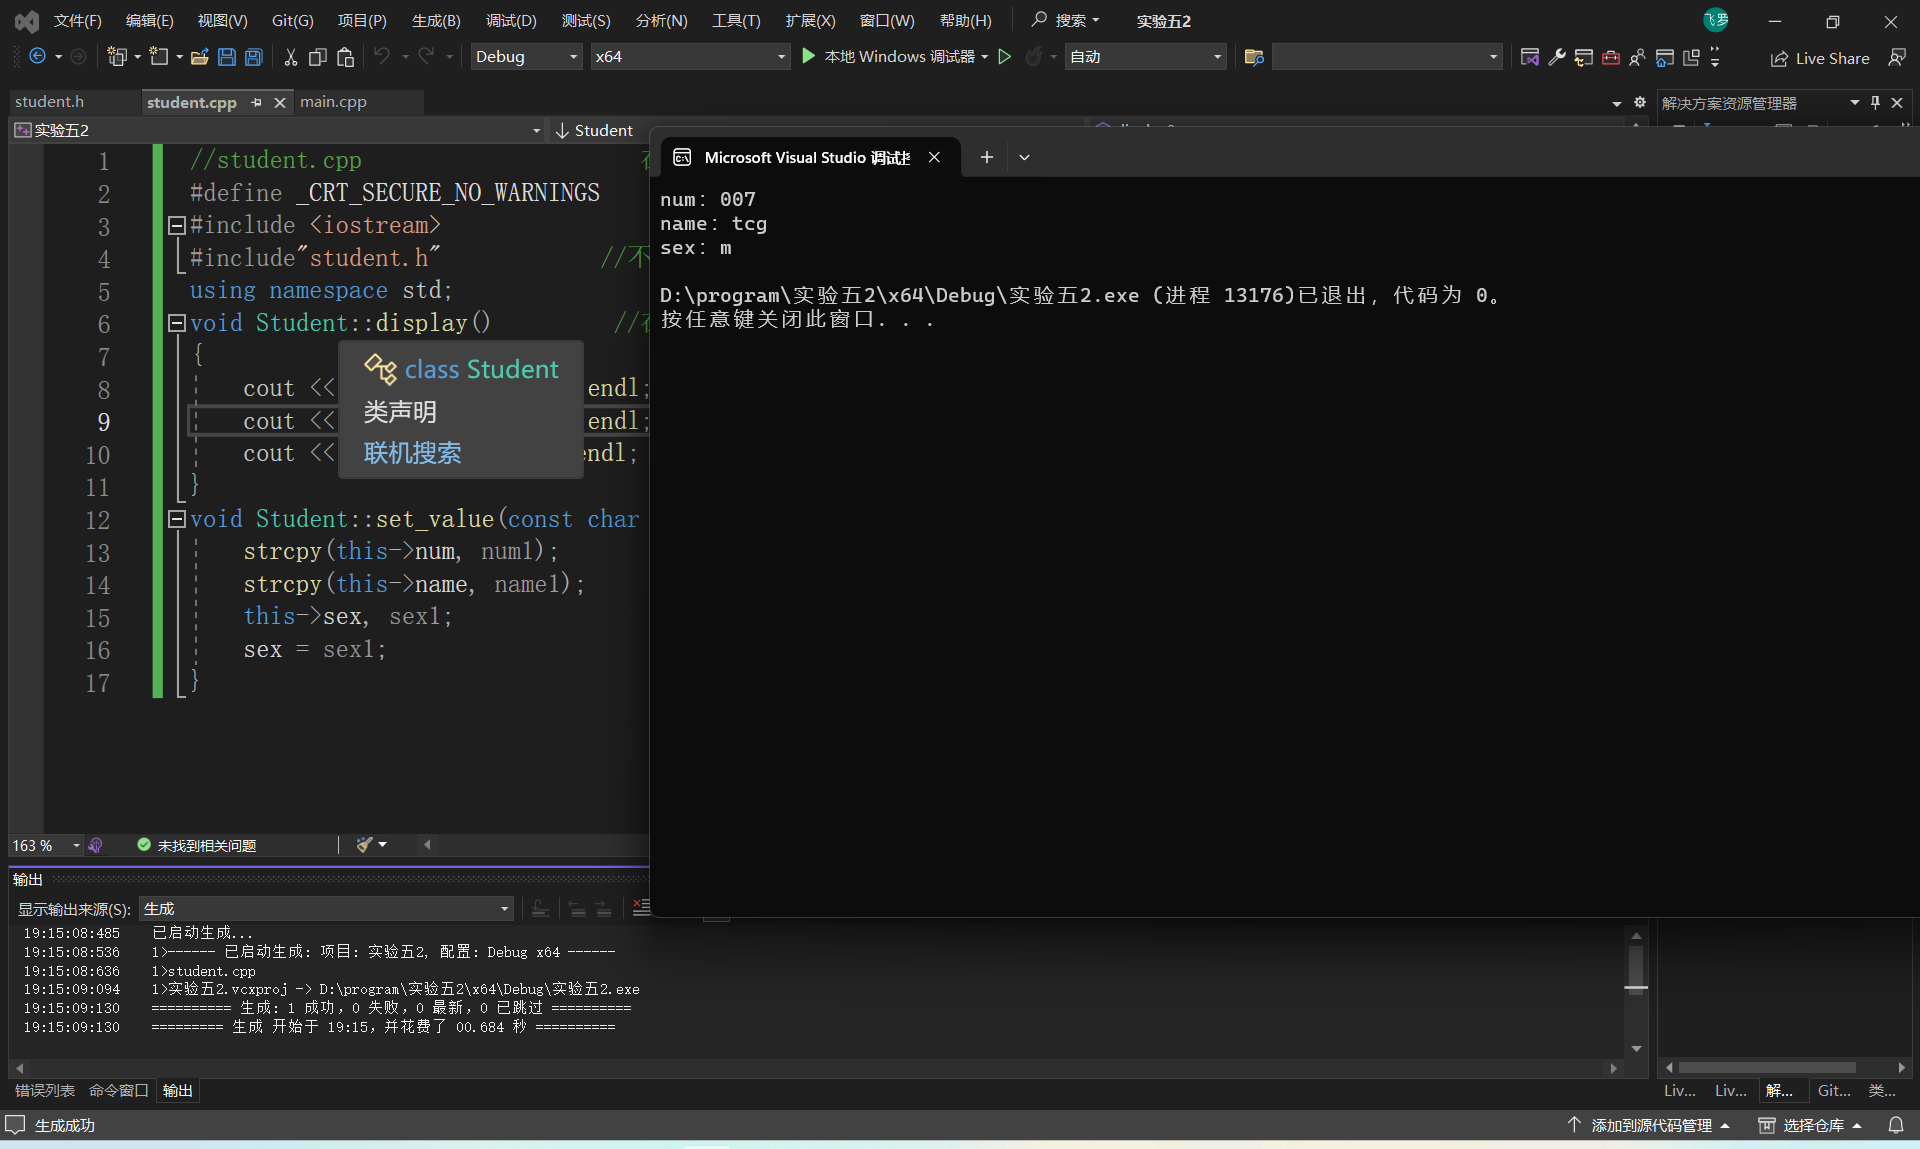 文件(F) 编辑(E) 视图(V) Git(G) 项目(P) 生成(B) 调试(D) 测试(S) 分析(N) 工具(T) 扩展(X) 窗口(W) 帮助(H) 搜索 实验五2 飞罗
Debug x64 本地 Windows 调试器 自动 Live Share
student.h student.cpp main.cpp 解决方案资源管理器
实验五2 Student
Microsoft Visual Studio 调试控
1 //student.cpp
2 #define _CRT_SECURE_NO_WARNINGS
3 #include <iostream>
4 #include"student.h" //不
5 using namespace std;
6 void Student::display() //在
7 {
8 cout << endl;
9 cout << endl;
10 cout << endl;
11 }
12 void Student::set_value(const char
13 strcpy(this->num, num1);
14 strcpy(this->name, name1);
15 this->sex, sex1;
16 sex = sex1;
17 }
class Student
类声明
联机搜索
num: 007
name: tcg
sex: m
D:\program\实验五2\x64\Debug\实验五2.exe (进程 13176)已退出，代码为 0。
按任意键关闭此窗口. . .
163 % 未找到相关问题
输出
显示输出来源(S): 生成
19:15:08:485 已启动生成...
19:15:08:536 1>------ 已启动生成: 项目: 实验五2, 配置: Debug x64 ------
19:15:08:636 1>student.cpp
19:15:09:094 1>实验五2.vcxproj -> D:\program\实验五2\x64\Debug\实验五2.exe
19:15:09:130 ========== 生成: 1 成功，0 失败，0 最新，0 已跳过 ==========
19:15:09:130 ========= 生成 开始于 19:15，并花费了 00.684 秒 ==========
错误列表 命令窗口 输出 Liv... Liv... 解... Git... 类...
生成成功 添加到源代码管理 选择仓库